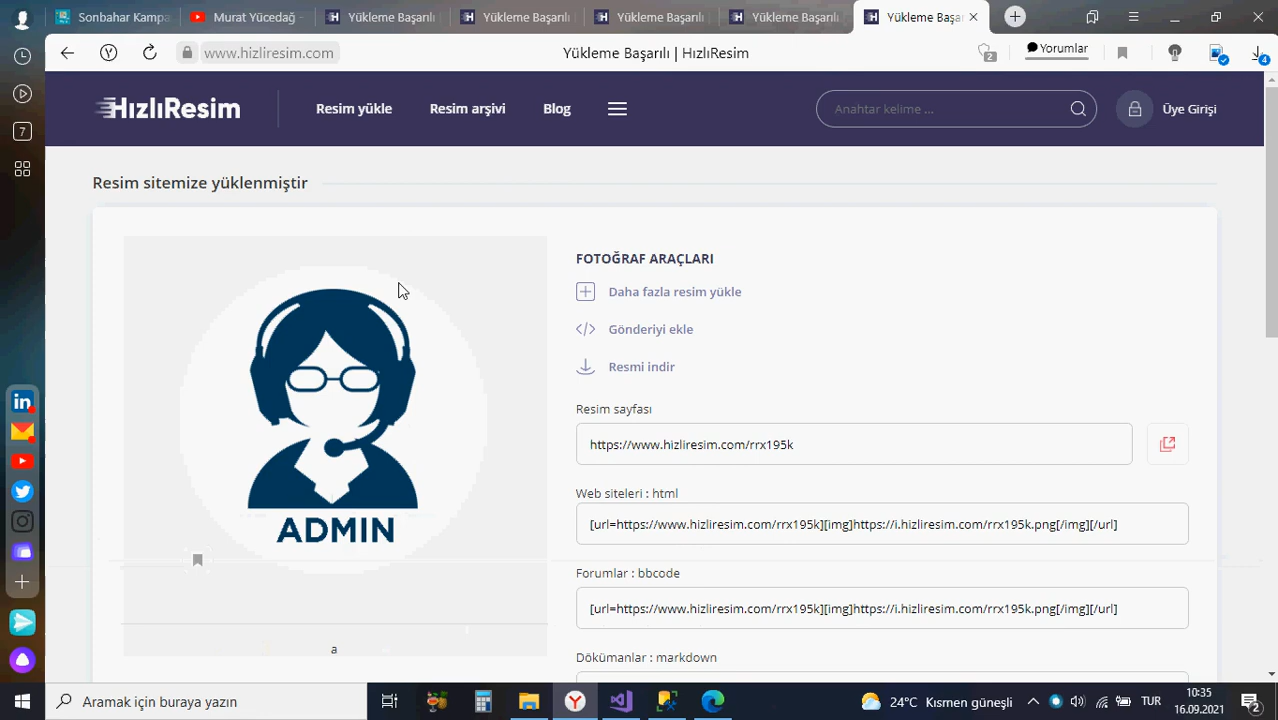 Sonbahar Kampa
Murat Yücedağ -
Yükleme Başarılı
Yükleme Başarılı
Yükleme Başarılı
Yükleme Başarılı
Yükleme Başarılı
www.hizliresim.com
Yükleme Başarılı | HızlıResim
2
Yorumlar
4
7
HızlıResim
Resim yükle
Resim arşivi
Blog
Anahtar kelime ...
Üye Girişi
Resim sitemize yüklenmiştir
ADMIN
a
FOTOĞRAF ARAÇLARI
Daha fazla resim yükle
Gönderiyi ekle
Resmi indir
Resim sayfası
https://www.hizliresim.com/rrx195k
Web siteleri : html
[url=https://www.hizliresim.com/rrx195k][img]https://i.hizliresim.com/rrx195k.png[/img][/url]
Forumlar : bbcode
[url=https://www.hizliresim.com/rrx195k][img]https://i.hizliresim.com/rrx195k.png[/img][/url]
Dökümanlar : markdown
Aramak için buraya yazın
24°C Kısmen güneşli
TUR
10:35
16.09.2021
2